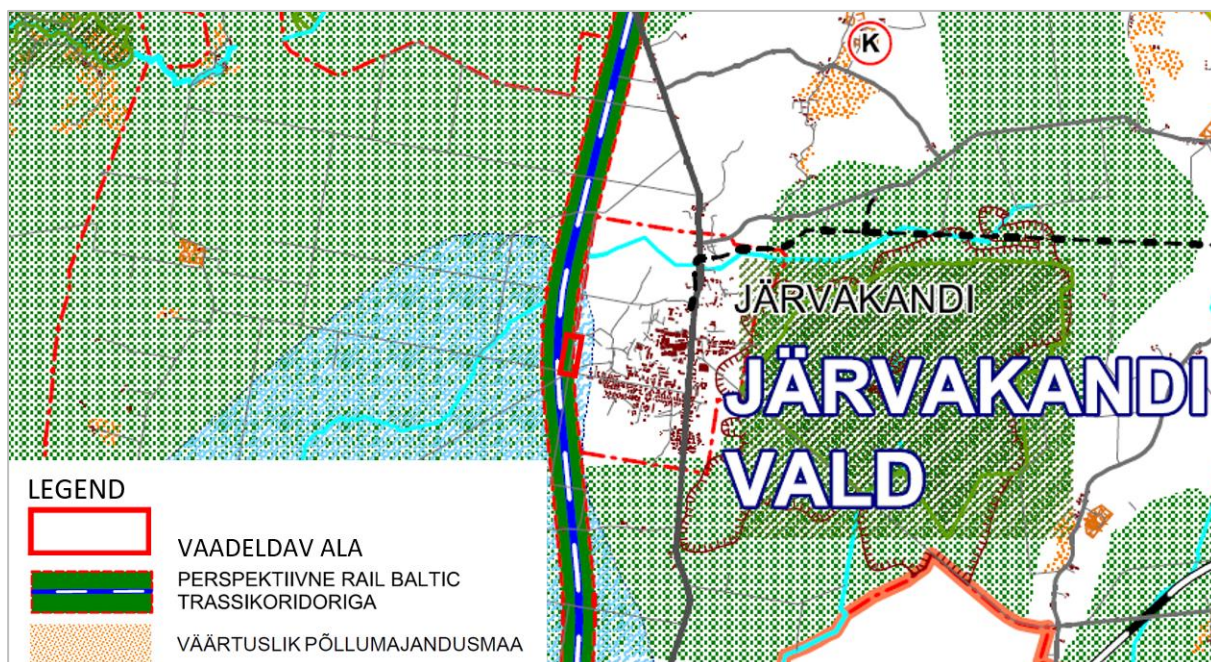 K
JÄRVAKANDI
JÄRVAKANDI
VALD
LEGEND
VAADELDAV ALA
PERSPEKTIIVNE RAIL BALTIC
TRASSIKORIDORIGA
VÄÄRTUSLIK PÕLLUMAJANDUSMAA